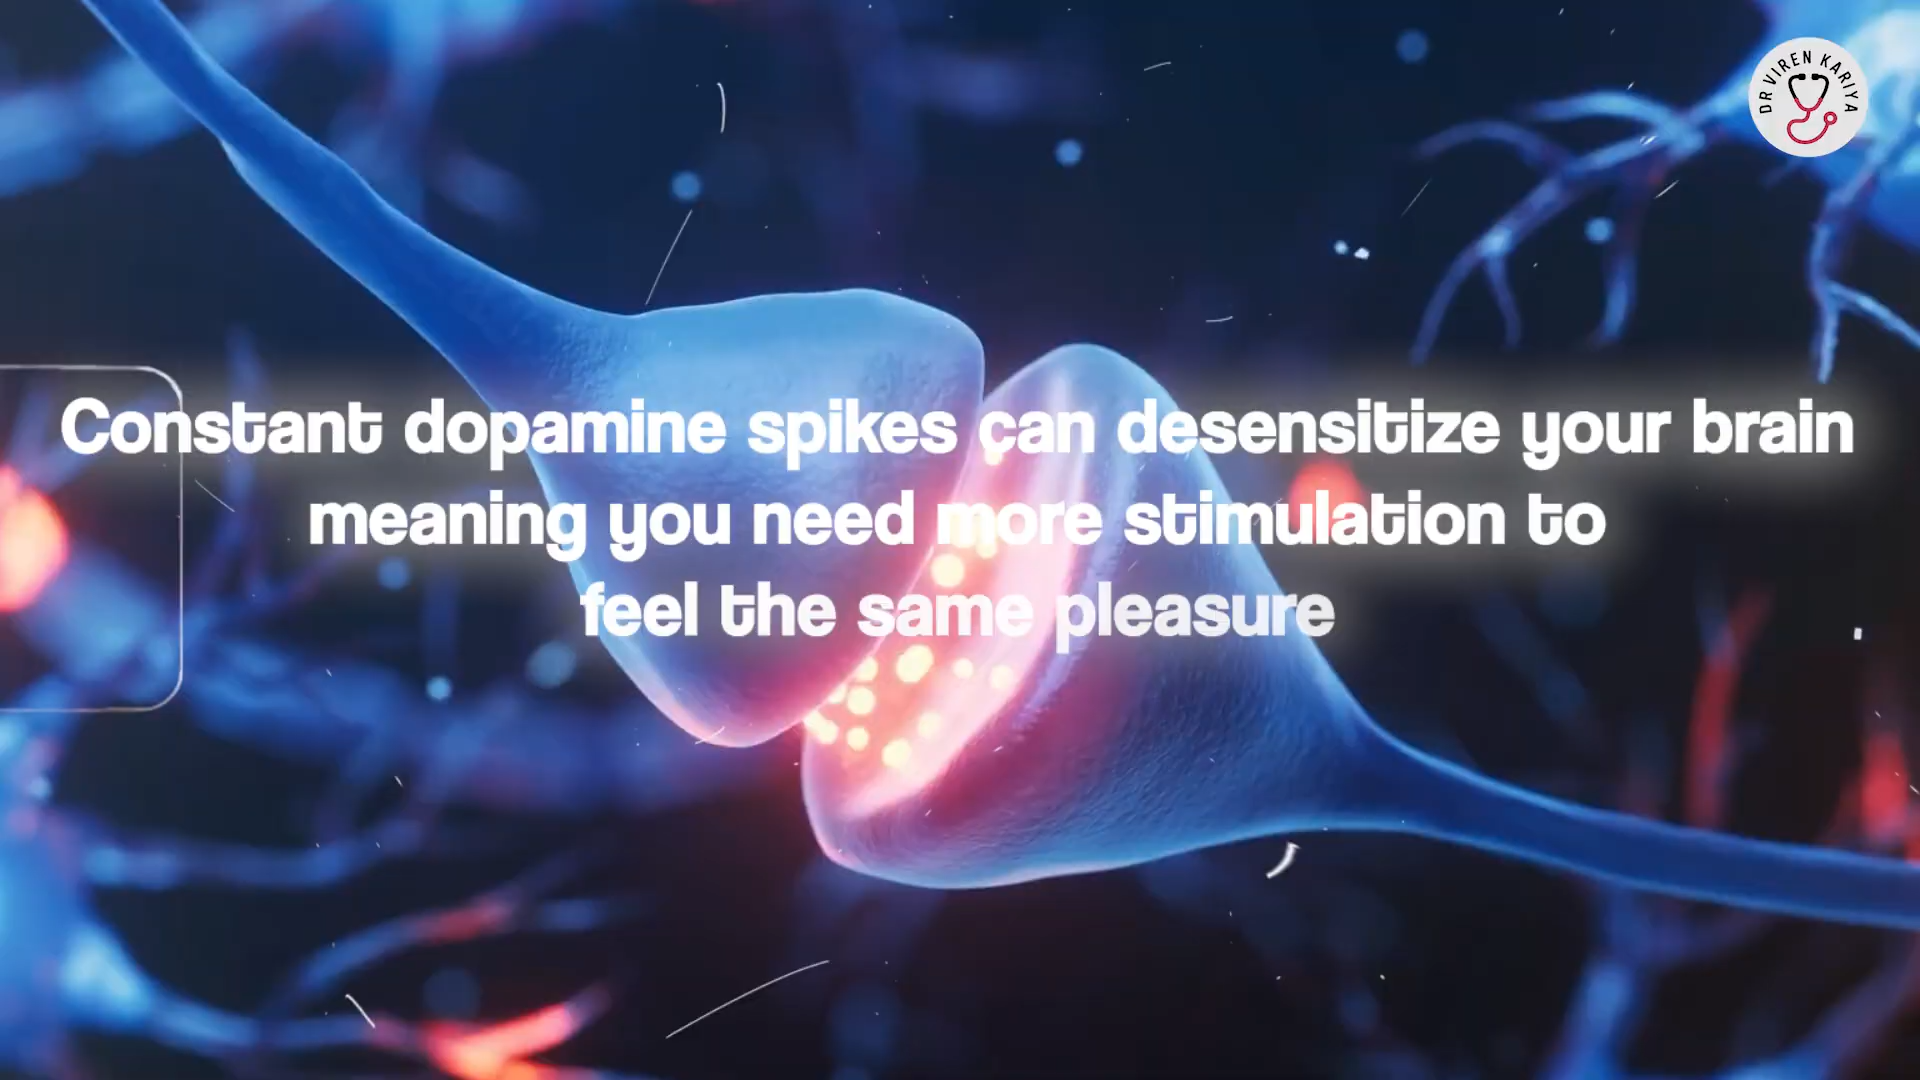 DR VIREN KARIYA
Constant dopamine spikes can desensitize your brain
meaning you need more stimulation to
feel the same pleasure